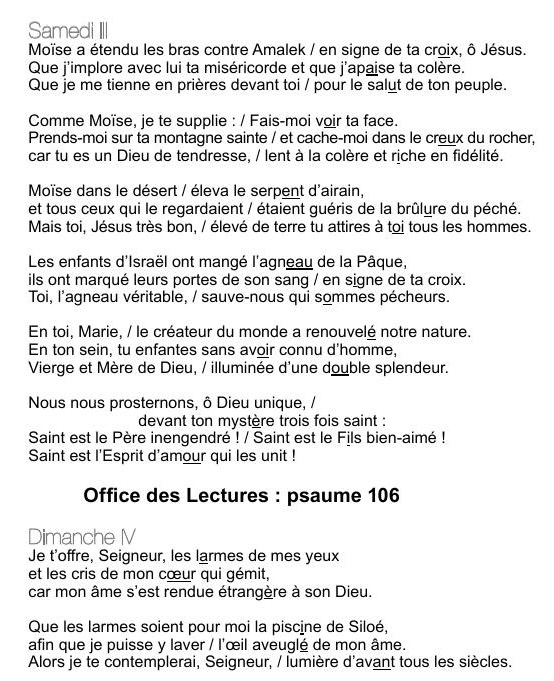 Samedi III
Moïse a étendu les bras contre Amalek / en signe de ta croix, ô Jésus.
Que j’implore avec lui ta miséricorde et que j’apaise ta colère.
Que je me tienne en prières devant toi / pour le salut de ton peuple.
Comme Moïse, je te supplie : / Fais-moi voir ta face.
Prends-moi sur ta montagne sainte / et cache-moi dans le creux du rocher,
car tu es un Dieu de tendresse, / lent à la colère et riche en fidélité.
Moïse dans le désert / éleva le serpent d’airain,
et tous ceux qui le regardaient / étaient guéris de la brûlure du péché.
Mais toi, Jésus très bon, / élevé de terre tu attires à toi tous les hommes.
Les enfants d’Israël ont mangé l’agneau de la Pâque,
ils ont marqué leurs portes de son sang / en signe de ta croix.
Toi, l’agneau véritable, / sauve-nous qui sommes pécheurs.
En toi, Marie, / le créateur du monde a renouvelé notre nature.
En ton sein, tu enfantes sans avoir connu d’homme,
Vierge et Mère de Dieu, / illuminée d’une double splendeur.
Nous nous prosternons, ô Dieu unique, /
devant ton mystère trois fois saint :
Saint est le Père inengendré ! / Saint est le Fils bien-aimé !
Saint est l’Esprit d’amour qui les unit !
Office des Lectures : psaume 106
Dimanche IV
Je t’offre, Seigneur, les larmes de mes yeux
et les cris de mon cœur qui gémit,
car mon âme s’est rendue étrangère à son Dieu.
Que les larmes soient pour moi la piscine de Siloé,
afin que je puisse y laver / l’œil aveuglé de mon âme.
Alors je te contemplerai, Seigneur, / lumière d’avant tous les siècles.